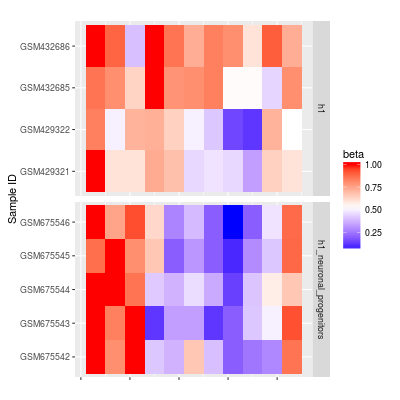 GSM432686
GSM432685
GSM429322
GSM429321
h1
GSM675546
GSM675545
GSM675544
GSM675543
GSM675542
h1_neuronal_progenitors
Sample ID
beta
1.00
0.75
0.50
0.25